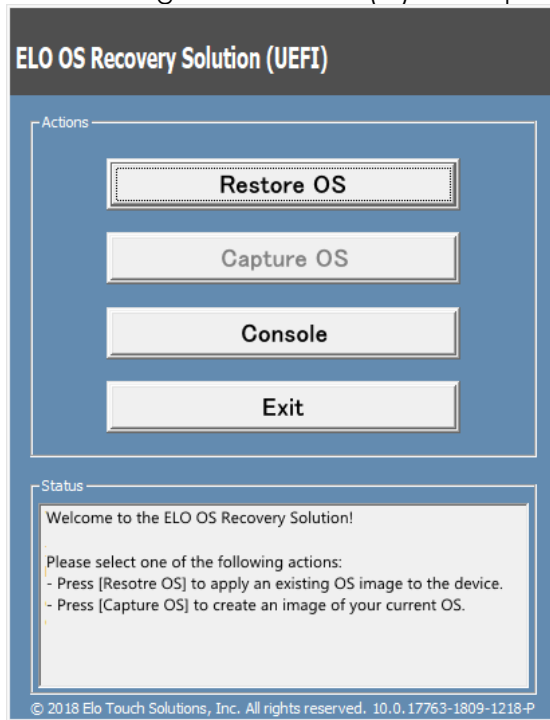 ELO OS Recovery Solution (UEFI)
Actions
Restore OS
Capture OS
Console
Exit
Status
Welcome to the ELO OS Recovery Solution!
Please select one of the following actions:
- Press [Resotre OS] to apply an existing OS image to the device.
- Press [Capture OS] to create an image of your current OS.
© 2018 Elo Touch Solutions, Inc. All rights reserved. 10.0.17763-1809-1218-P